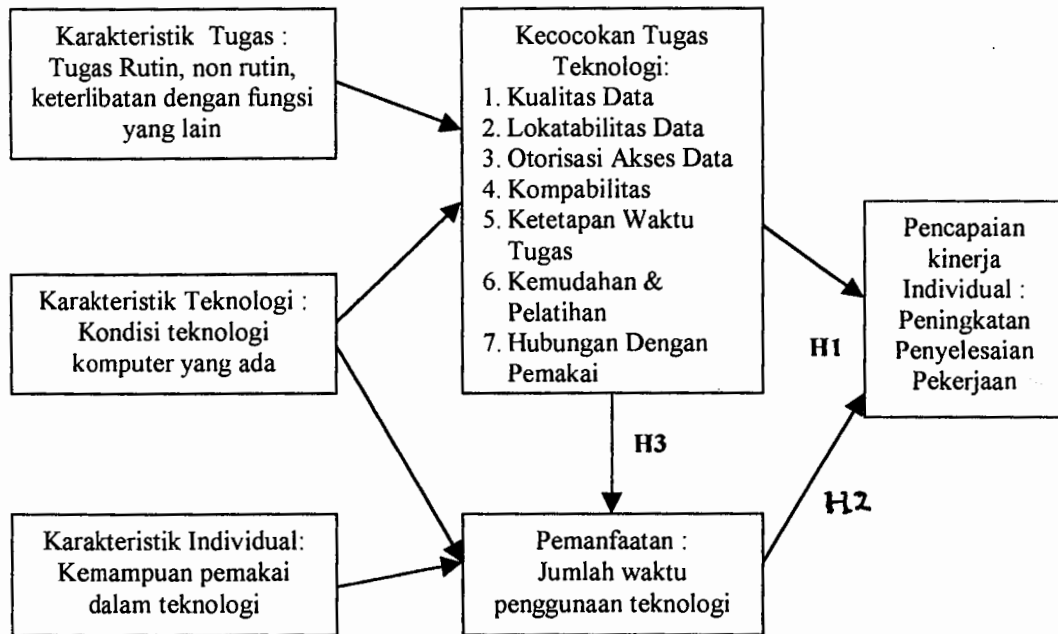 Karakteristik Tugas :
Tugas Rutin, non rutin,
keterlibatan dengan fungsi
yang lain
Kecocokan Tugas
Teknologi:
1. Kualitas Data
2. Lokatabilitas Data
3. Otorisasi Akses Data
4. Kompabilitas
5. Ketetapan Waktu
Tugas
6. Kemudahan &
Pelatihan
7. Hubungan Dengan
Pemakai
Karakteristik Teknologi :
Kondisi teknologi
komputer yang ada
Pencapaian
kinerja
Individual :
Peningkatan
Penyelesaian
Pekerjaan
H1
H3
H2
Karakteristik Individual:
Kemampuan pemakai
dalam teknologi
Pemanfaatan :
Jumlah waktu
penggunaan teknologi